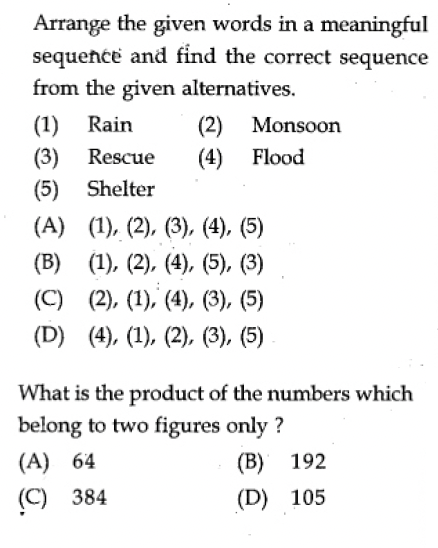 Arrange the given words in a meaningful
sequence and find the correct sequence
from the given alternatives.
(1) Rain (2) Monsoon
(3) Rescue (4) Flood
(5) Shelter
(A) (1), (2), (3), (4), (5)
(B) (1), (2), (4), (5), (3)
(C) (2), (1), (4), (3), (5)
(D) (4), (1), (2), (3), (5)
What is the product of the numbers which
belong to two figures only ?
(A) 64 (B) 192
(C) 384 (D) 105